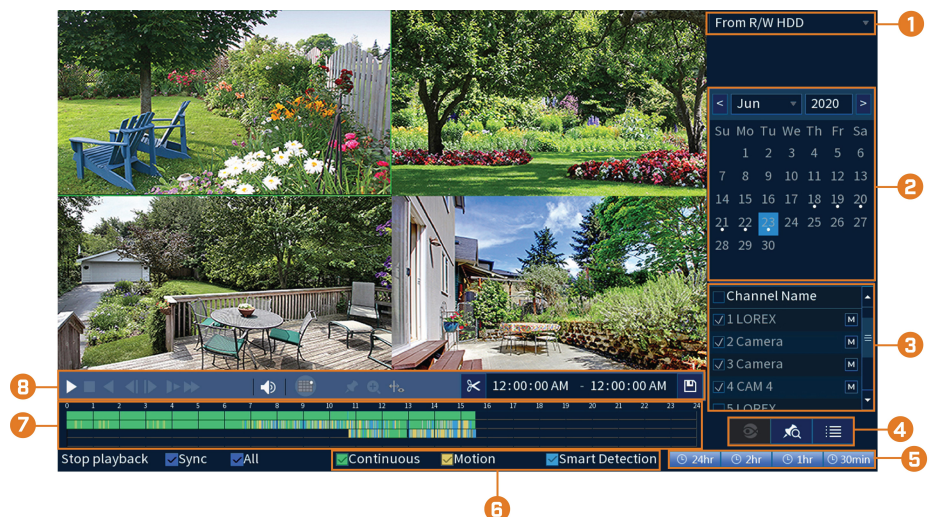 From R/W HDD
1
< Jun 2020 >
Su Mo Tu We Th Fr Sa
1 2 3 4 5 6
7 8 9 10 11 12 13
14 15 16 17 18 19 20
21 22 23 24 25 26 27
28 29 30
2
Channel Name
1 LOREX M
2 Camera M
3 Camera M
4 CAM 4 M
5 LOREX
3
8
12:00:00 AM - 12:00:00 AM
0 1 2 3 4 5 6 7 8 9 10 11 12 13 14 15 16 17 18 19 20 21 22 23 24
7
4
Stop playback Sync All Continuous Motion Smart Detection
24hr 2hr 1hr 30min
5
6